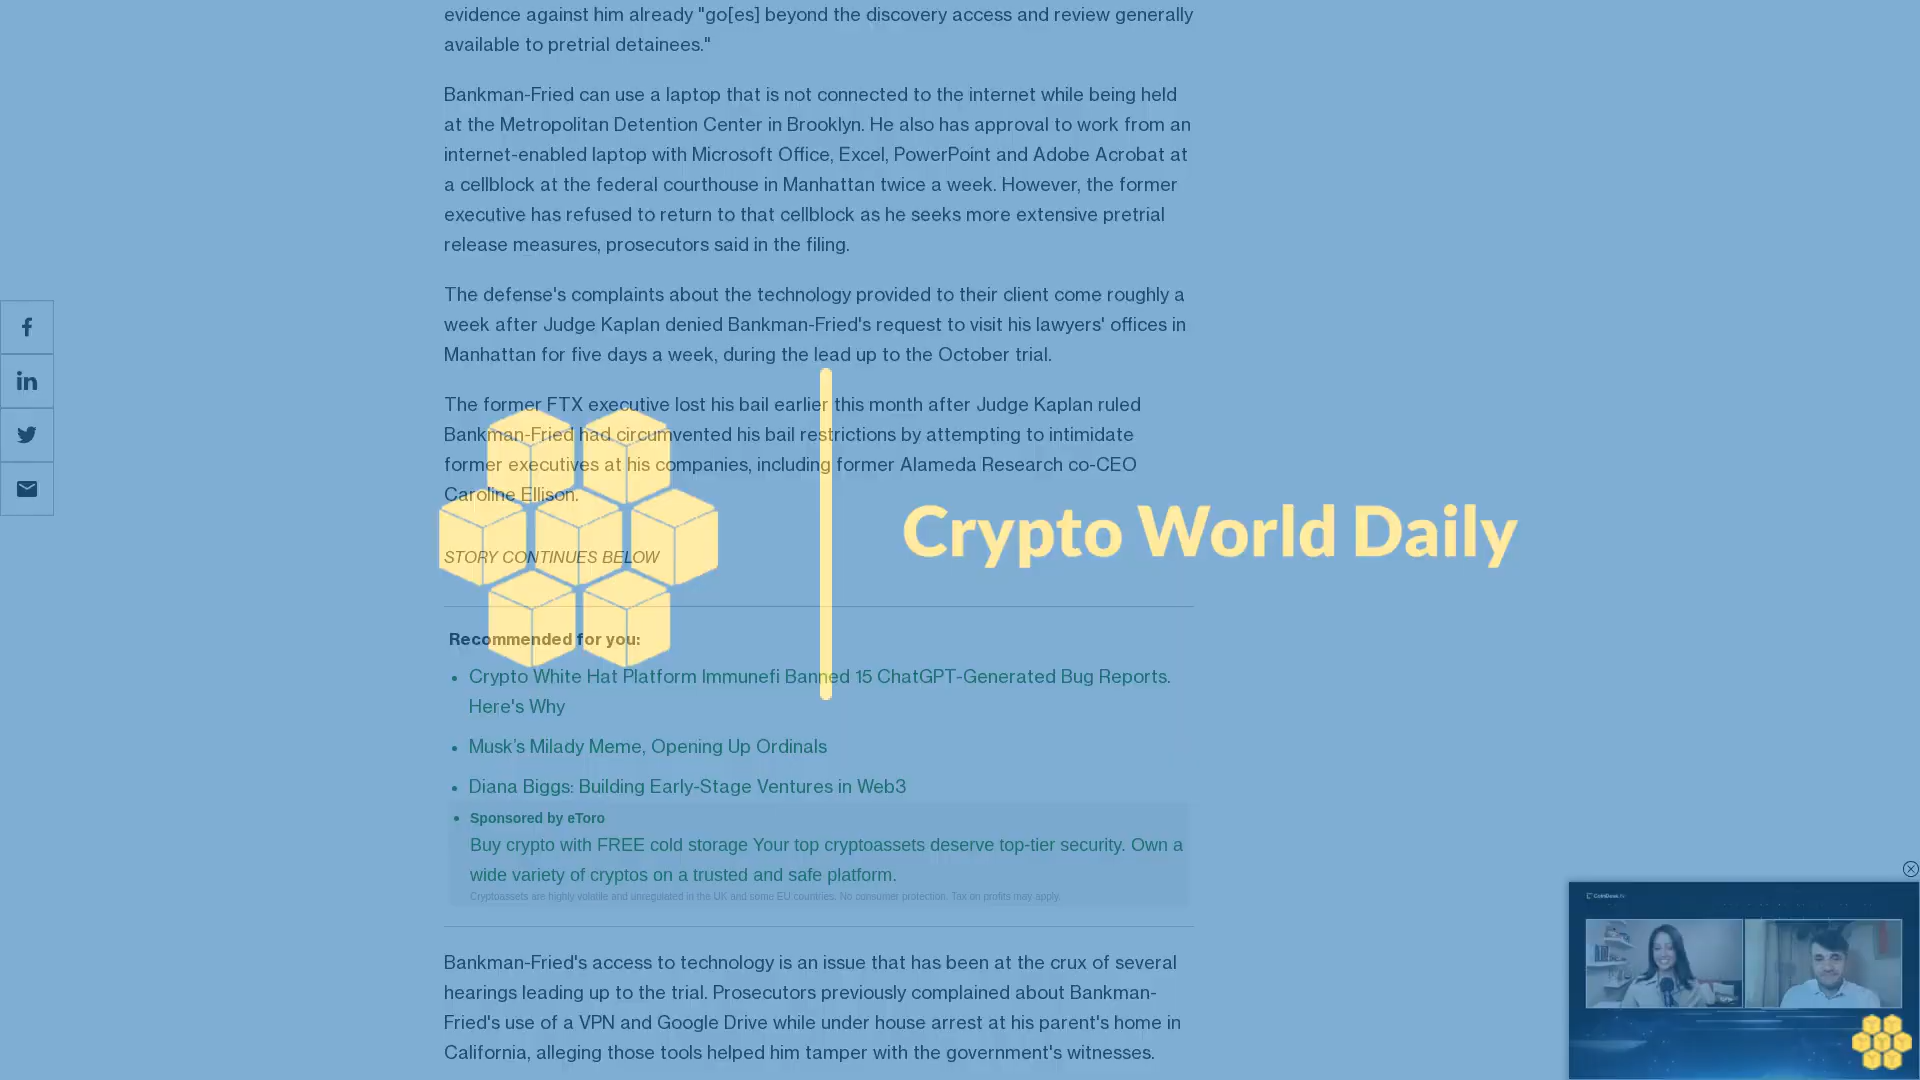 evidence against him already "go[es] beyond the discovery access and review generally
available to pretrial detainees."
Bankman-Fried can use a laptop that is not connected to the internet while being held
at the Metropolitan Detention Center in Brooklyn. He also has approval to work from an
internet-enabled laptop with Microsoft Office, Excel, PowerPoint and Adobe Acrobat at
a cellblock at the federal courthouse in Manhattan twice a week. However, the former
executive has refused to return to that cellblock as he seeks more extensive pretrial
release measures, prosecutors said in the filing.
The defense's complaints about the technology provided to their client come roughly a
week after Judge Kaplan denied Bankman-Fried's request to visit his lawyers' offices in
Manhattan for five days a week, during the lead up to the October trial.
The former FTX executive lost his bail earlier this month after Judge Kaplan ruled
Bankman-Fried had circumvented his bail restrictions by attempting to intimidate
former executives at his companies, including former Alameda Research co-CEO
Caroline Ellison.
Crypto World Daily
STORY CONTINUES BELOW
Recommended for you:
• Crypto White Hat Platform Immunefi Banned 15 ChatGPT-Generated Bug Reports.
Here's Why
• Musk's Milady Meme, Opening Up Ordinals
• Diana Biggs: Building Early-Stage Ventures in Web3
• Sponsored by eToro
Buy crypto with FREE cold storage Your top cryptoassets deserve top-tier security. Own a
wide variety of cryptos on a trusted and safe platform.
Cryptoassets are highly volatile and unregulated in the UK and some EU countries. No consumer protection. Tax on profits may apply.
Bankman-Fried's access to technology is an issue that has been at the crux of several
hearings leading up to the trial. Prosecutors previously complained about Bankman-
Fried's use of a VPN and Google Drive while under house arrest at his parent's home in
California, alleging those tools helped him tamper with the government's witnesses.